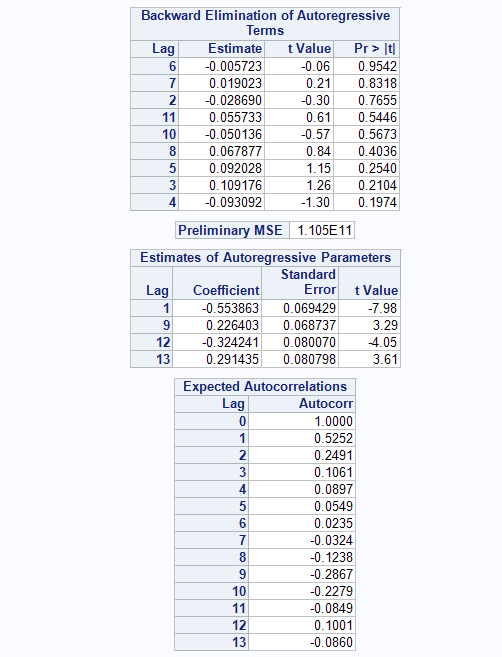 Backward Elimination of Autoregressive
Terms
Lag Estimate t Value Pr > |t|
6 -0.005723 -0.06 0.9542
7 0.019023 0.21 0.8318
2 -0.028690 -0.30 0.7655
11 0.055733 0.61 0.5446
10 -0.050136 -0.57 0.5673
8 0.067877 0.84 0.4036
5 0.092028 1.15 0.2540
3 0.109176 1.26 0.2104
4 -0.093092 -1.30 0.1974
Preliminary MSE 1.105E11
Estimates of Autoregressive Parameters
Standard
Lag Coefficient Error t Value
1 -0.553863 0.069429 -7.98
9 0.226403 0.068737 3.29
12 -0.324241 0.080070 -4.05
13 0.291435 0.080798 3.61
Expected Autocorrelations
Lag Autocorr
0 1.0000
1 0.5252
2 0.2491
3 0.1061
4 0.0897
5 0.0549
6 0.0235
7 -0.0324
8 -0.1238
9 -0.2867
10 -0.2279
11 -0.0849
12 0.1001
13 -0.0860